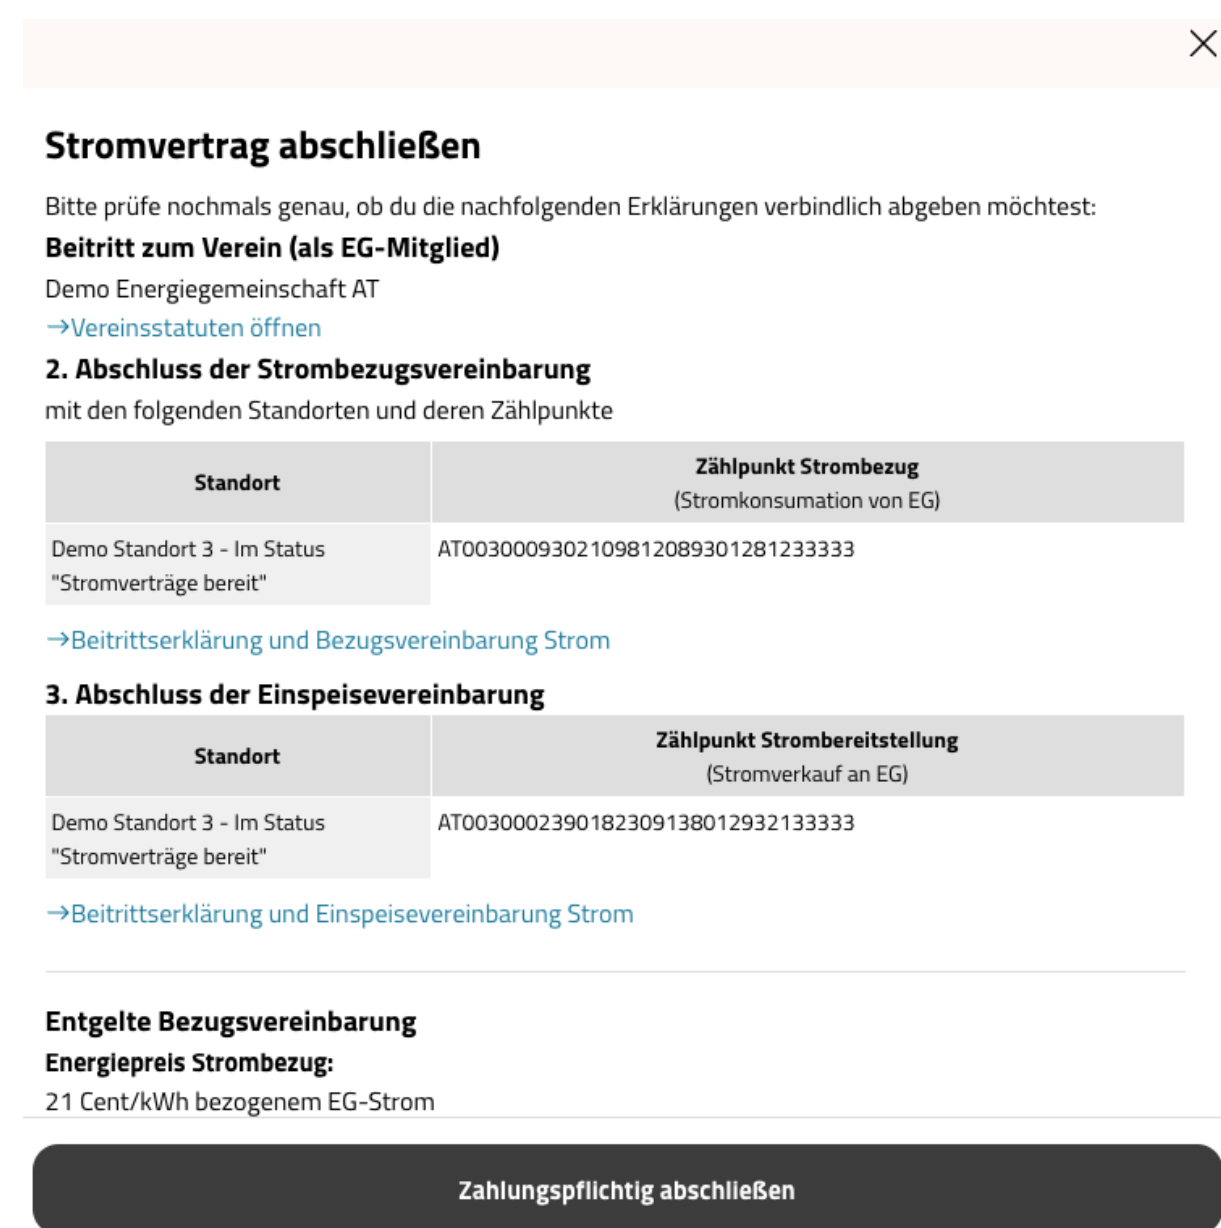 Stromvertrag abschließen
Bitte prüfe nochmals genau, ob du die nachfolgenden Erklärungen verbindlich abgeben möchtest:
Beitritt zum Verein (als EG-Mitglied)
Demo Energiegemeinschaft AT
→Vereinsstatuten öffnen
2. Abschluss der Strombezugsvereinbarung
mit den folgenden Standorten und deren Zählpunkte
Standort
Zählpunkt Strombezug
(Stromkonsumation von EG)
Demo Standort 3 - Im Status
"Stromverträge bereit"
AT0030009302109812089301281233333
→Beitrittserklärung und Bezugsvereinbarung Strom
3. Abschluss der Einspeisevereinbarung
Standort
Zählpunkt Strombereitstellung
(Stromverkauf an EG)
Demo Standort 3 - Im Status
"Stromverträge bereit"
AT0030002390182309138012932133333
→Beitrittserklärung und Einspeisevereinbarung Strom
Entgelte Bezugsvereinbarung
Energiepreis Strombezug:
21 Cent/kWh bezogenem EG-Strom
Zahlungspflichtig abschließen